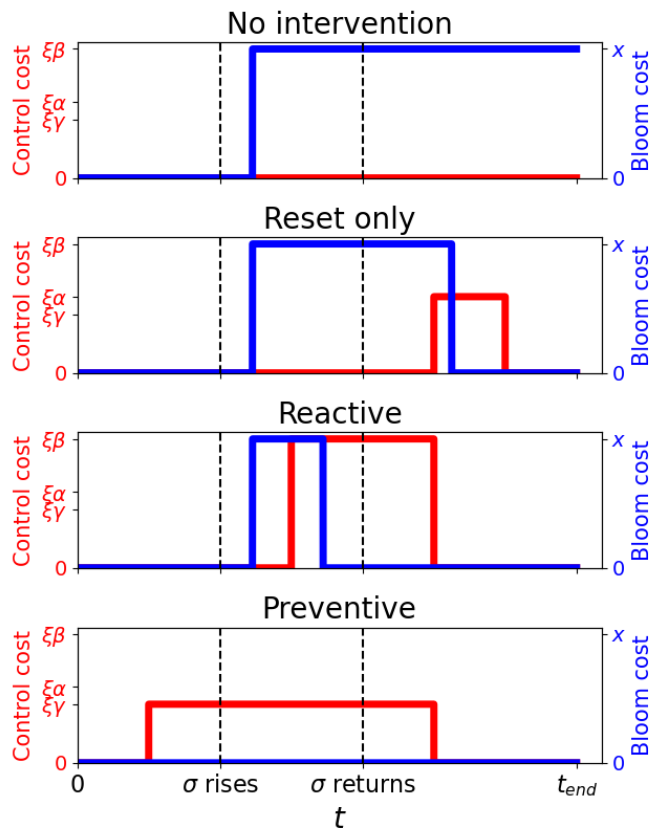 No intervention
Control cost
ξβ
ξα
ξγ
0
x
0
Bloom cost
Reset only
Control cost
ξβ
ξα
ξγ
0
x
0
Bloom cost
Reactive
Control cost
ξβ
ξα
ξγ
0
x
0
Bloom cost
Preventive
Control cost
ξβ
ξα
ξγ
0
x
0
Bloom cost
0 σ rises σ returns t_end
t